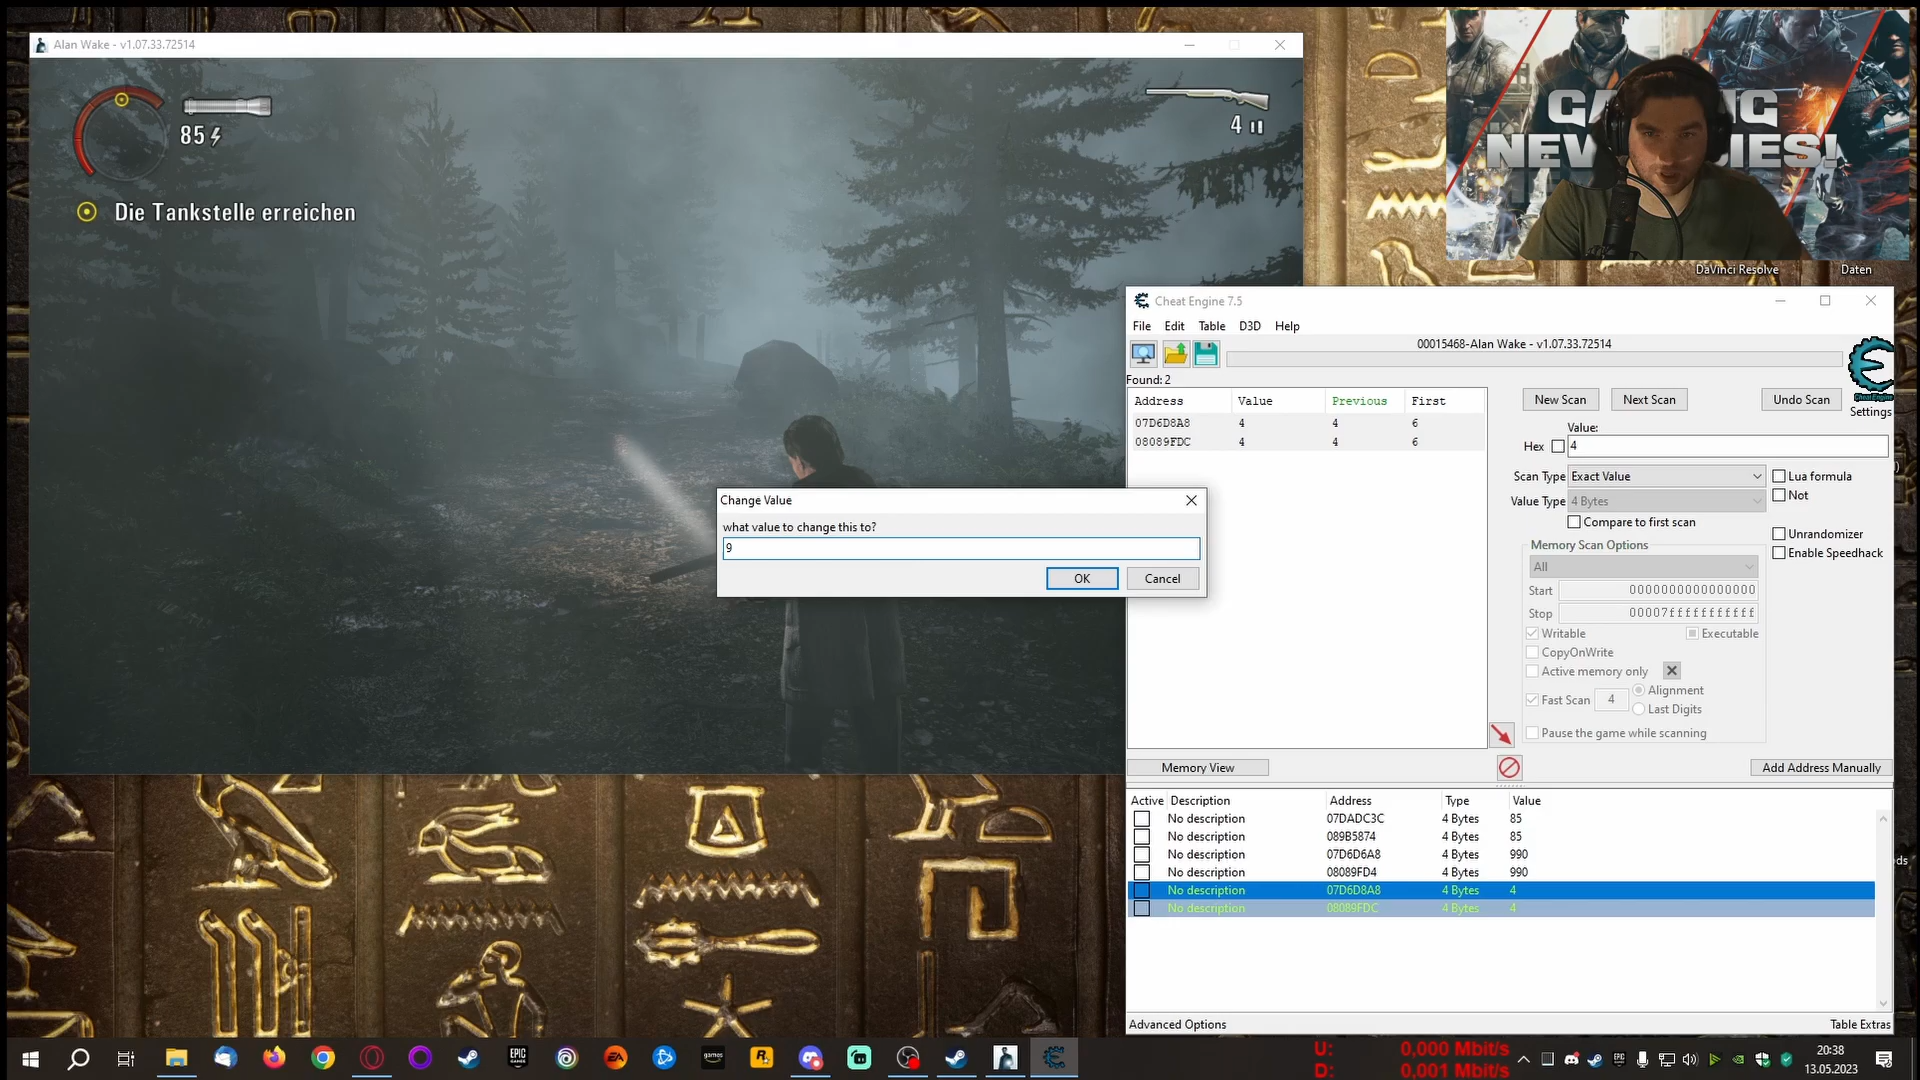 Alan Wake - v1.07.33.72514
85
4
Die Tankstelle erreichen
DaVinci Resolve
Daten
Cheat Engine 7.5
File Edit Table D3D Help
00015468-Alan Wake - v1.07.33.72514
Found: 2
Address Value Previous First
07D6D8A8 4 4 6
08089FDC 4 4 6
New Scan Next Scan Undo Scan
Settings
Value:
Hex 4
Scan Type Exact Value
Lua formula
Not
Value Type 4 Bytes
Compare to first scan
Unrandomizer
Enable Speedhack
Memory Scan Options
All
Start 0000000000000000
Stop 00007fffffffffff
Writable Executable
CopyOnWrite
Active memory only
Fast Scan 4 Alignment
Last Digits
Pause the game while scanning
Change Value
what value to change this to?
9
OK Cancel
Memory View Add Address Manually
Active Description Address Type Value
No description 07DADC3C 4 Bytes 85
No description 089B5874 4 Bytes 85
No description 07D6D6A8 4 Bytes 990
No description 08089FD4 4 Bytes 990
No description 07D6D8A8 4 Bytes 4
No description 08089FDC 4 Bytes 4
Advanced Options Table Extras
U: 0,000 Mbit/s
D: 0,001 Mbit/s
20:38
13.05.2023